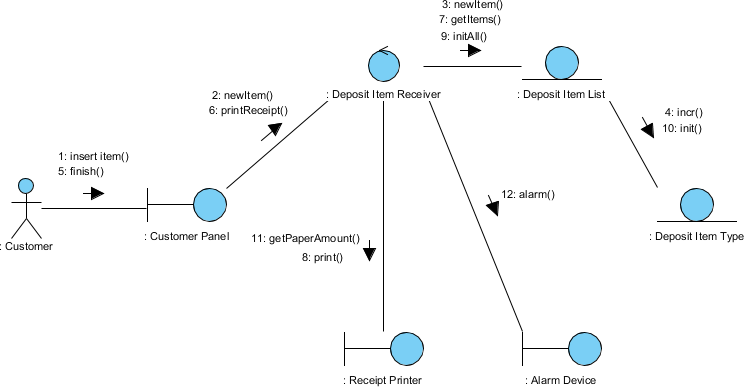 3: newItem()
7: getItems()
9: initAll()
: Deposit Item Receiver
: Deposit Item List
2: newItem()
6: printReceipt()
4: incr()
10: init()
1: insert item()
5: finish()
12: alarm()
: Customer
: Customer Panel
: Deposit Item Type
11: getPaperAmount()
8: print()
: Receipt Printer
: Alarm Device